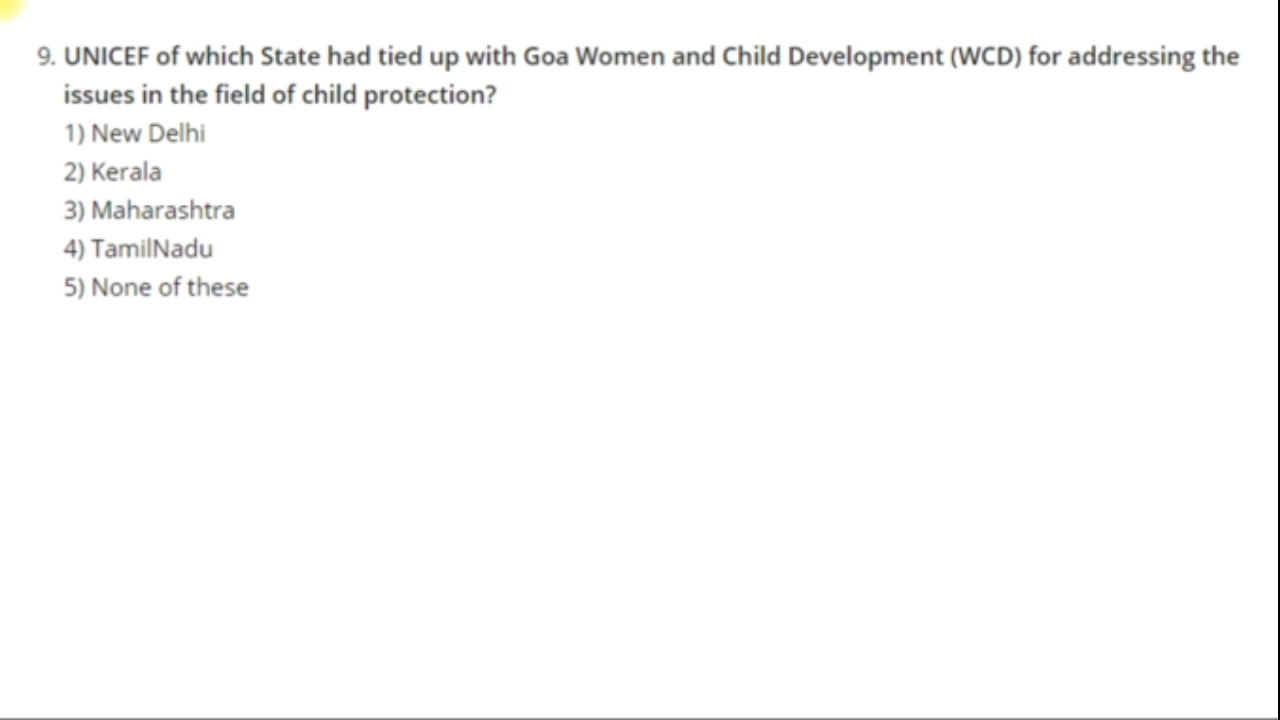 9. UNICEF of which State had tied up with Goa Women and Child Development (WCD) for addressing the
issues in the field of child protection?
1) New Delhi
2) Kerala
3) Maharashtra
4) TamilNadu
5) None of these